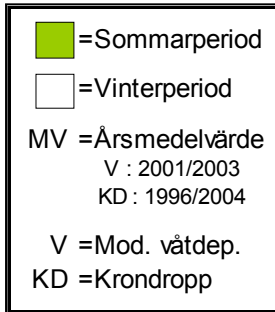 =Sommarperiod
=Vinterperiod
MV =Årsmedelvärde
V : 2001/2003
KD : 1996/2004
V =Mod. våtdep.
KD =Krondropp